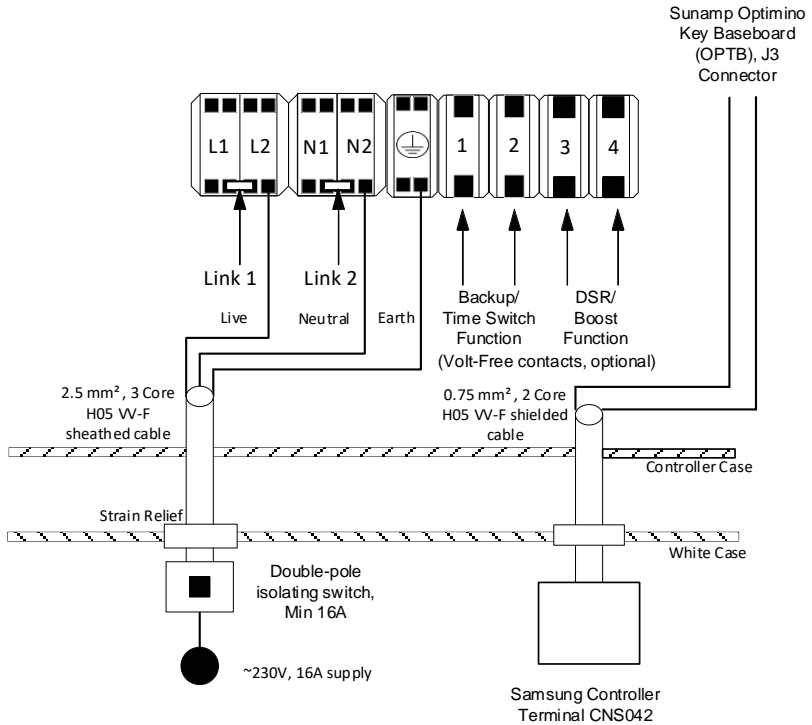 Sunamp Optimino
Key Baseboard
(OPTB), J3
Connector
L1
L2
N1
N2
1
2
3
4
Link 1
Link 2
Live
Neutral
Earth
Backup/
Time Switch
Function
DSR/
Boost
Function
(Volt-Free contacts, optional)
2.5 mm², 3 Core
H05 VV-F
sheathed cable
0.75 mm², 2 Core
H05 VV-F shielded
cable
Controller Case
Strain Relief
White Case
Double-pole
isolating switch,
Min 16A
~230V, 16A supply
Samsung Controller
Terminal CNS042